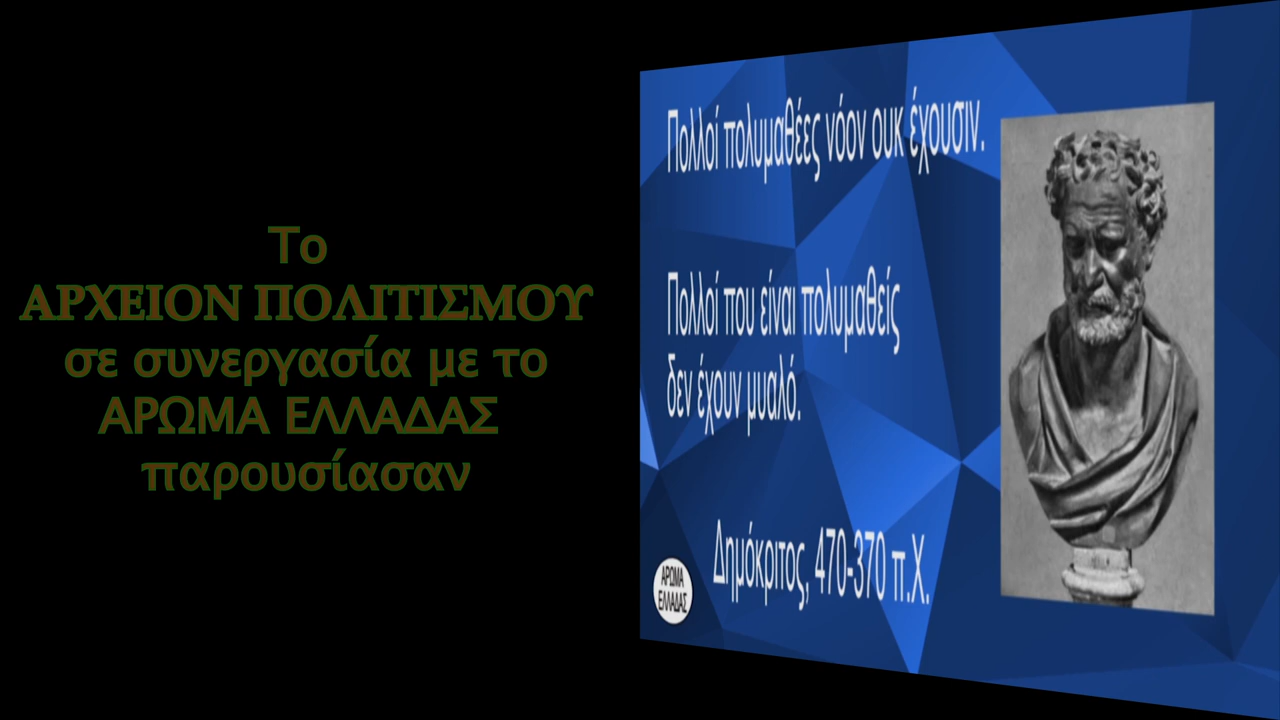 Το
ΑΡΧΕΙΟΝ ΠΟΛΙΤΙΣΜΟΥ
σε συνεργασία με το
ΑΡΩΜΑ ΕΛΛΑΔΑΣ
παρουσίασαν
Πολλοί πολυμαθέες νόον ουκ έχουσιν.
Πολλοί που είναι πολυμαθείς
δεν έχουν μυαλό.
Δημόκριτος, 470-370 π.Χ.
ΑΡΩΜΑ
ΕΛΛΑΔΑΣ